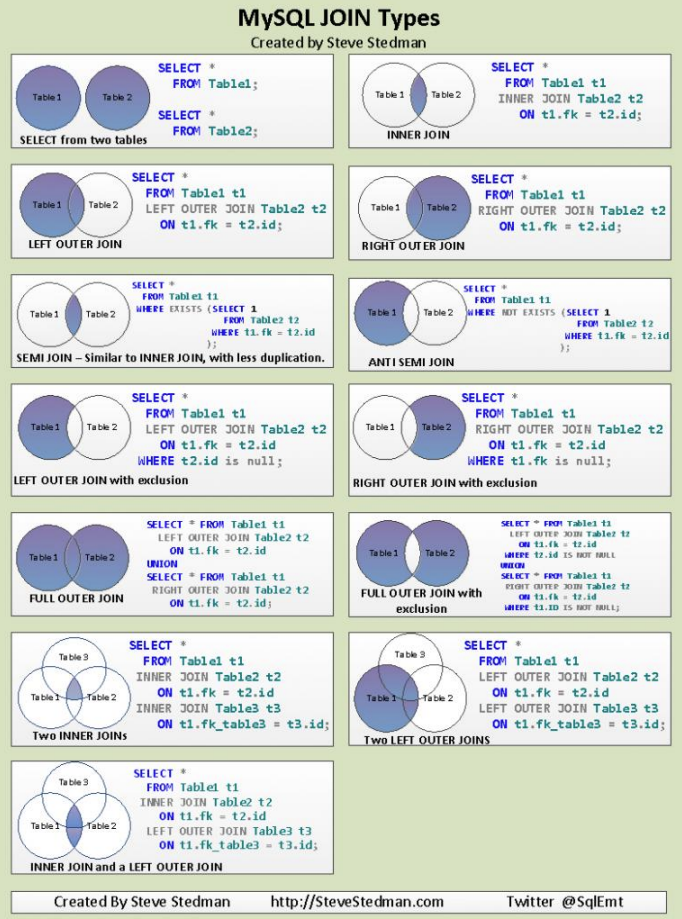 MySQL JOIN Types
Created by Steve Stedman
Table 1
Table 2
SELECT *
FROM Table1;
SELECT *
FROM Table2;
SELECT from two tables
Table 1
Table 2
SELECT *
FROM Table1 t1
INNER JOIN Table2 t2
ON t1.fk = t2.id;
INNER JOIN
Table 1
Table 2
SELECT *
FROM Table1 t1
LEFT OUTER JOIN Table2 t2
ON t1.fk = t2.id;
LEFT OUTER JOIN
Table 1
Table 2
SELECT *
FROM Table1 t1
RIGHT OUTER JOIN Table2 t2
ON t1.fk = t2.id;
RIGHT OUTER JOIN
Table 1
Table 2
SELECT *
FROM Table1 t1
WHERE EXISTS (SELECT 1
FROM Table2 t2
WHERE t1.fk = t2.id
);
SEMI JOIN – Similar to INNER JOIN, with less duplication.
Table 1
Table 2
SELECT *
FROM Table1 t1
WHERE NOT EXISTS (SELECT 1
FROM Table2 t2
WHERE t1.fk = t2.id
);
ANTI SEMI JOIN
Table 1
Table 2
SELECT *
FROM Table1 t1
LEFT OUTER JOIN Table2 t2
ON t1.fk = t2.id
WHERE t2.id is null;
LEFT OUTER JOIN with exclusion
Table 1
Table 2
SELECT *
FROM Table1 t1
RIGHT OUTER JOIN Table2 t2
ON t1.fk = t2.id
WHERE t1.fk is null;
RIGHT OUTER JOIN with exclusion
Table 1
Table 2
SELECT * FROM Table1 t1
LEFT OUTER JOIN Table2 t2
ON t1.fk = t2.id
UNION
SELECT * FROM Table1 t1
RIGHT OUTER JOIN Table2 t2
ON t1.fk = t2.id;
FULL OUTER JOIN
Table 1
Table 2
SELECT * FROM Table1 t1
LEFT OUTER JOIN Table2 t2
ON t1.fk = t2.id
WHERE t2.id IS NOT NULL
UNION
SELECT * FROM Table1 t1
RIGHT OUTER JOIN Table2 t2
ON t1.fk = t2.id
WHERE t1.ID IS NOT NULL;
FULL OUTER JOIN with
exclusion
Table 3
Table 1
Table 2
SELECT *
FROM Table1 t1
INNER JOIN Table2 t2
ON t1.fk = t2.id
INNER JOIN Table3 t3
ON t1.fk_table3 = t3.id;
Two INNER JOINs
Table 3
Table 1
Table 2
SELECT *
FROM Table1 t1
LEFT OUTER JOIN Table2 t2
ON t1.fk = t2.id
LEFT OUTER JOIN Table3 t3
ON t1.fk_table3 = t3.id;
Two LEFT OUTER JOINS
Table 3
Table 1
Table 2
SELECT *
FROM Table1 t1
INNER JOIN Table2 t2
ON t1.fk = t2.id
LEFT OUTER JOIN Table3 t3
ON t1.fk_table3 = t3.id;
INNER JOIN and a LEFT OUTER JOIN
Created By Steve Stedman http://SteveStedman.com Twitter @SqlEmt